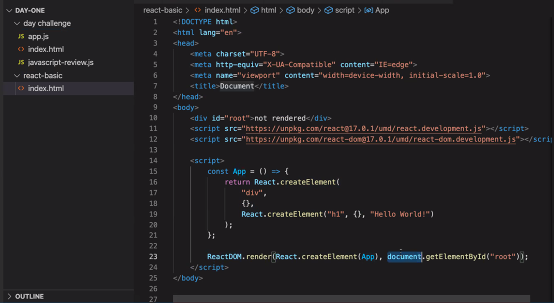 DAY-ONE
day challenge
app.js
index.html
javascript-review.js
react-basic
index.html
OUTLINE
react-basic > index.html > html > body > script > App
1 <!DOCTYPE html>
2 <html lang="en">
3 <head>
4 <meta charset="UTF-8">
5 <meta http-equiv="X-UA-Compatible" content="IE=edge">
6 <meta name="viewport" content="width=device-width, initial-scale=1.0">
7 <title>Document</title>
8 </head>
9 <body>
10 <div id="root">not rendered</div>
11 <script src="https://unpkg.com/react@17.0.1/umd/react.development.js"></script>
12 <script src="https://unpkg.com/react-dom@17.0.1/umd/react-dom.development.js"></scrip
13
14 <script>
15 const App = () => {
16 return React.createElement(
17 "div",
18 {},
19 React.createElement("h1", {}, "Hello World!")
20 );
21 };
22
23 ReactDOM.render(React.createElement(App), document.getElementById("root"));
24 </script>
25 </body>
26
27